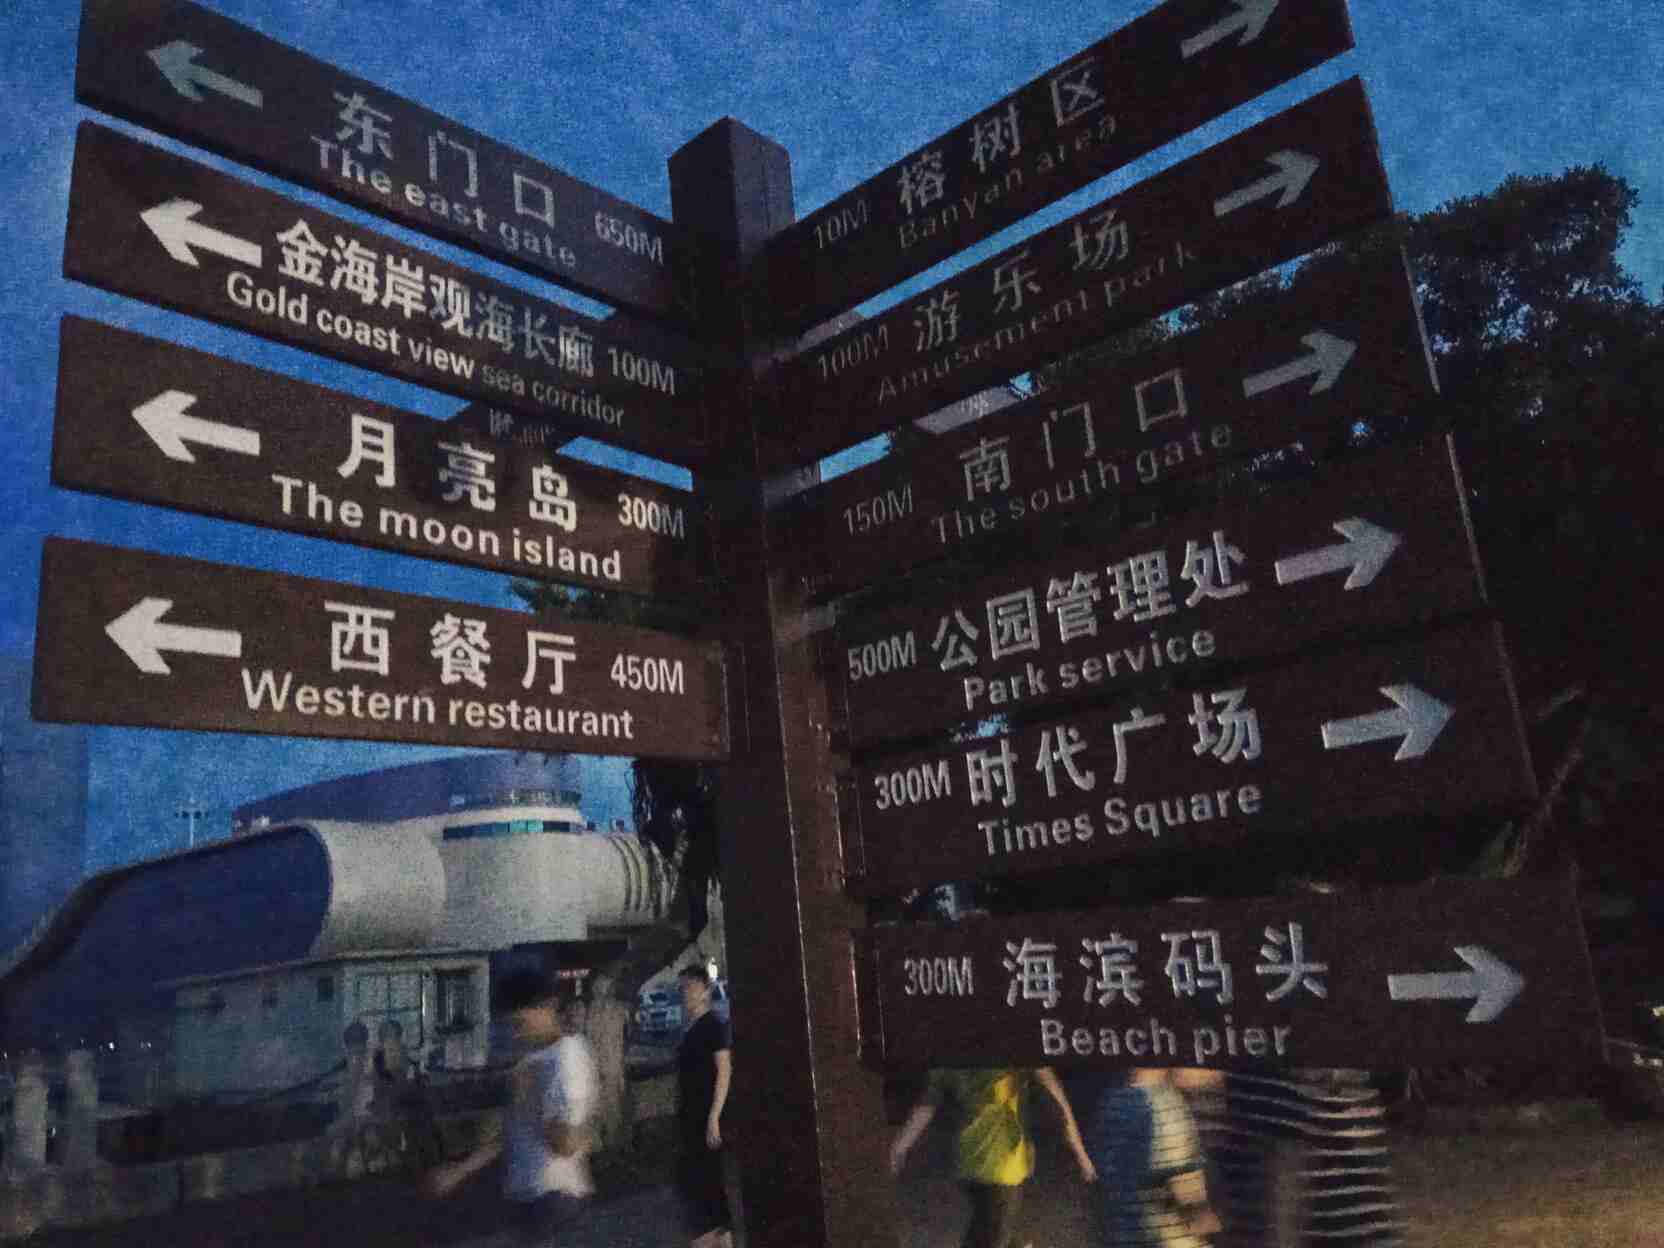 东门口 650M
The east gate
金海岸观海长廊 100M
Gold coast view sea corridor
月亮岛 300M
The moon island
西餐厅 450M
Western restaurant
10M 榕树区
Banyan area
100M 游乐场
Amusement park
150M 南门口
The south gate
500M 公园管理处
Park service
300M 时代广场
Times Square
300M 海滨码头
Beach pier